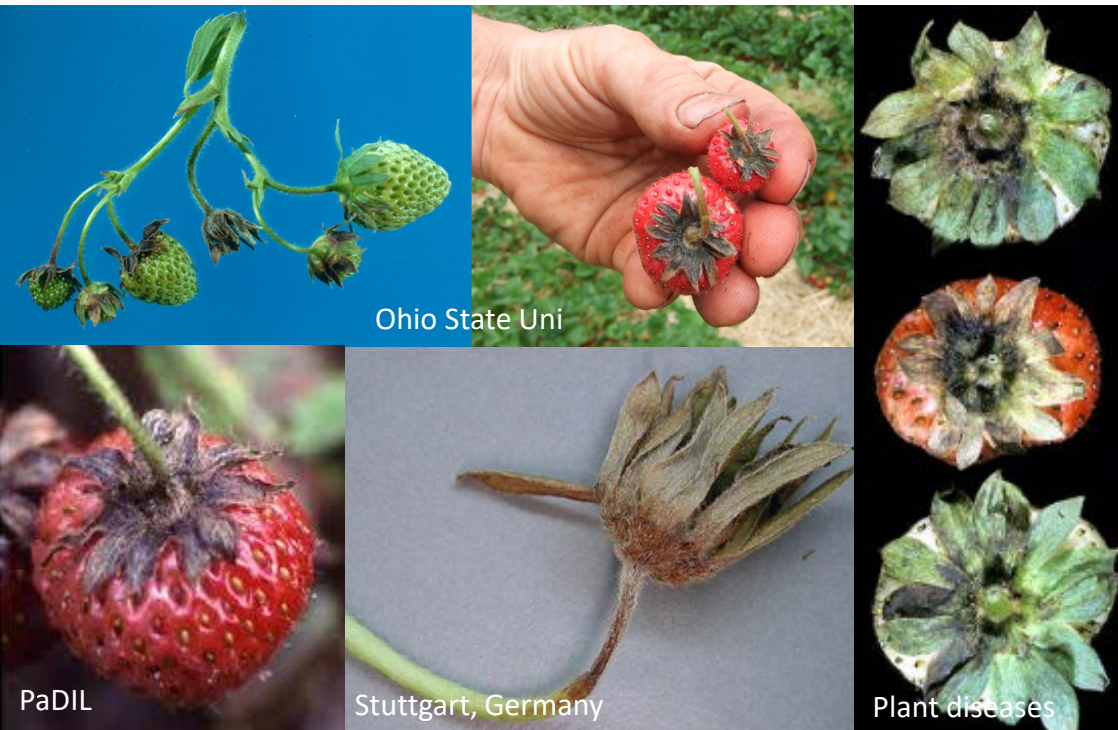 Ohio State Uni
PaDIL
Stuttgart, Germany
Plant diseases